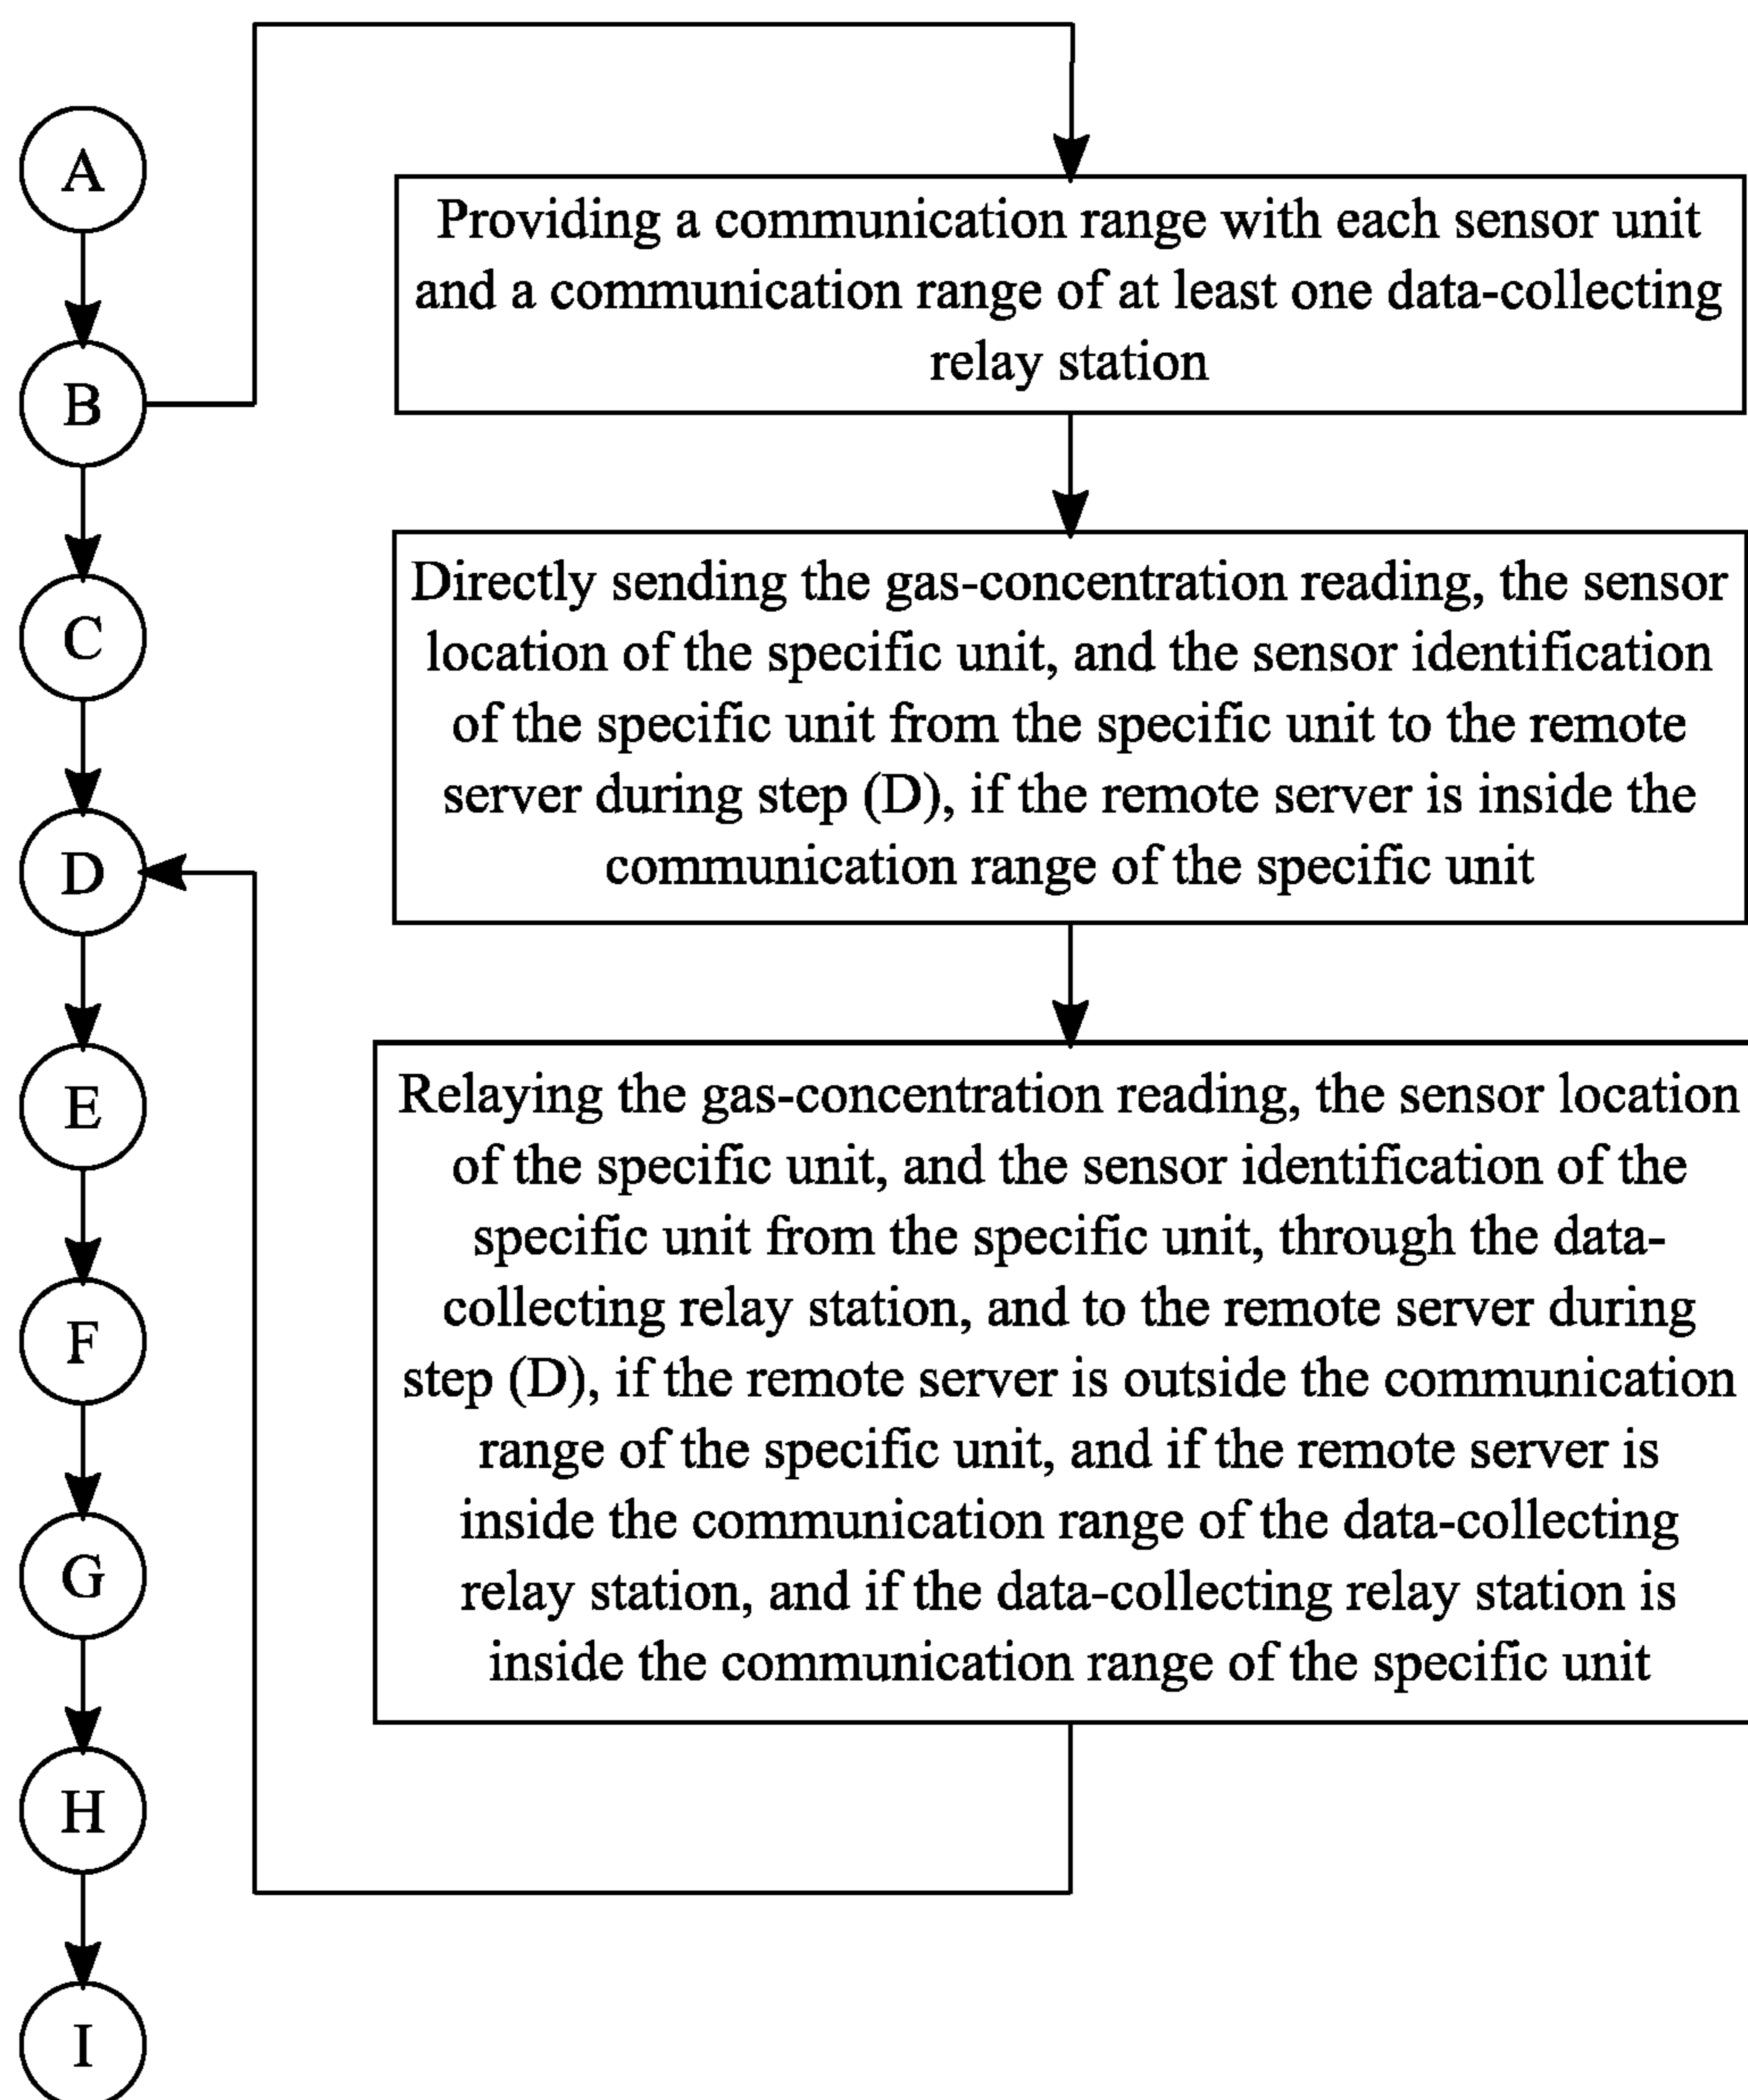 A
B
C
D
E
F
G
H
I
Providing a communication range with each sensor unit
and a communication range of at least one data-collecting
relay station
Directly sending the gas-concentration reading, the sensor
location of the specific unit, and the sensor identification
of the specific unit from the specific unit to the remote
server during step (D), if the remote server is inside the
communication range of the specific unit
Relaying the gas-concentration reading, the sensor location
of the specific unit, and the sensor identification of the
specific unit from the specific unit, through the data-
collecting relay station, and to the remote server during
step (D), if the remote server is outside the communication
range of the specific unit, and if the remote server is
inside the communication range of the data-collecting
relay station, and if the data-collecting relay station is
inside the communication range of the specific unit